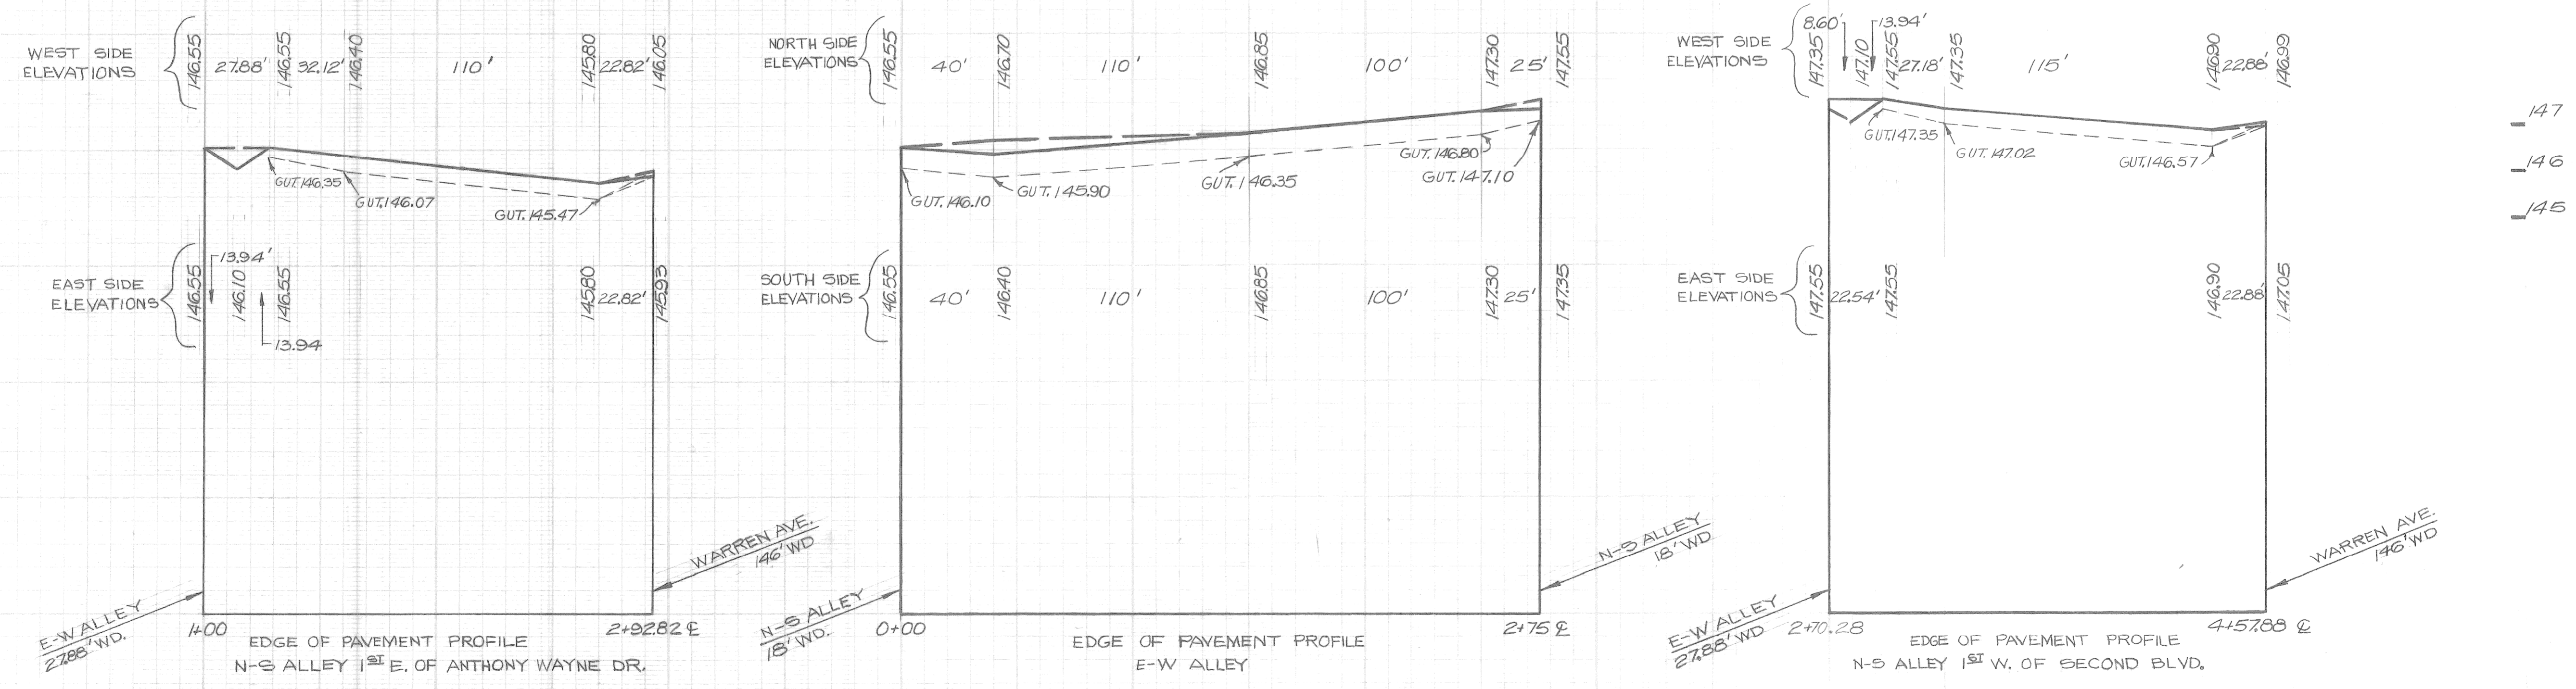 WEST SIDE
ELEVATIONS
146.55
27.88'
146.55
32.12'
146.40
110'
145.80
22.82'
146.05
GUT. 146.35
GUT. 146.07
GUT. 145.47
EAST SIDE
ELEVATIONS
146.55
13.94'
146.10
146.55
13.94
145.80
22.82'
145.93
E-W ALLEY
27.88' WD.
WARREN AVE.
146' WD
1+00
2+92.82 ℄
EDGE OF PAVEMENT PROFILE
N-S ALLEY 1ST E. OF ANTHONY WAYNE DR.
NORTH SIDE
ELEVATIONS
146.55
40'
146.70
110'
146.85
100'
147.30
25'
147.55
GUT. 146.10
GUT. 145.90
GUT. 146.35
GUT. 146.80
GUT. 147.10
SOUTH SIDE
ELEVATIONS
146.55
40'
146.40
110'
146.85
100'
147.30
25'
147.35
N-S ALLEY
18' WD.
N-S ALLEY
18' WD
0+00
2+75 ℄
EDGE OF PAVEMENT PROFILE
E-W ALLEY
WEST SIDE
ELEVATIONS
8.60'
13.94'
147.35
147.10
147.55
27.18'
147.35
115'
146.90
22.88'
146.99
GUT. 147.35
GUT. 147.02
GUT. 146.57
EAST SIDE
ELEVATIONS
147.55
22.54'
147.55
146.90
22.88'
147.05
E-W ALLEY
27.88' WD
WARREN AVE.
146' WD
2+70.28
4+57.88 ℄
EDGE OF PAVEMENT PROFILE
N-S ALLEY 1ST W. OF SECOND BLVD.
147
146
145